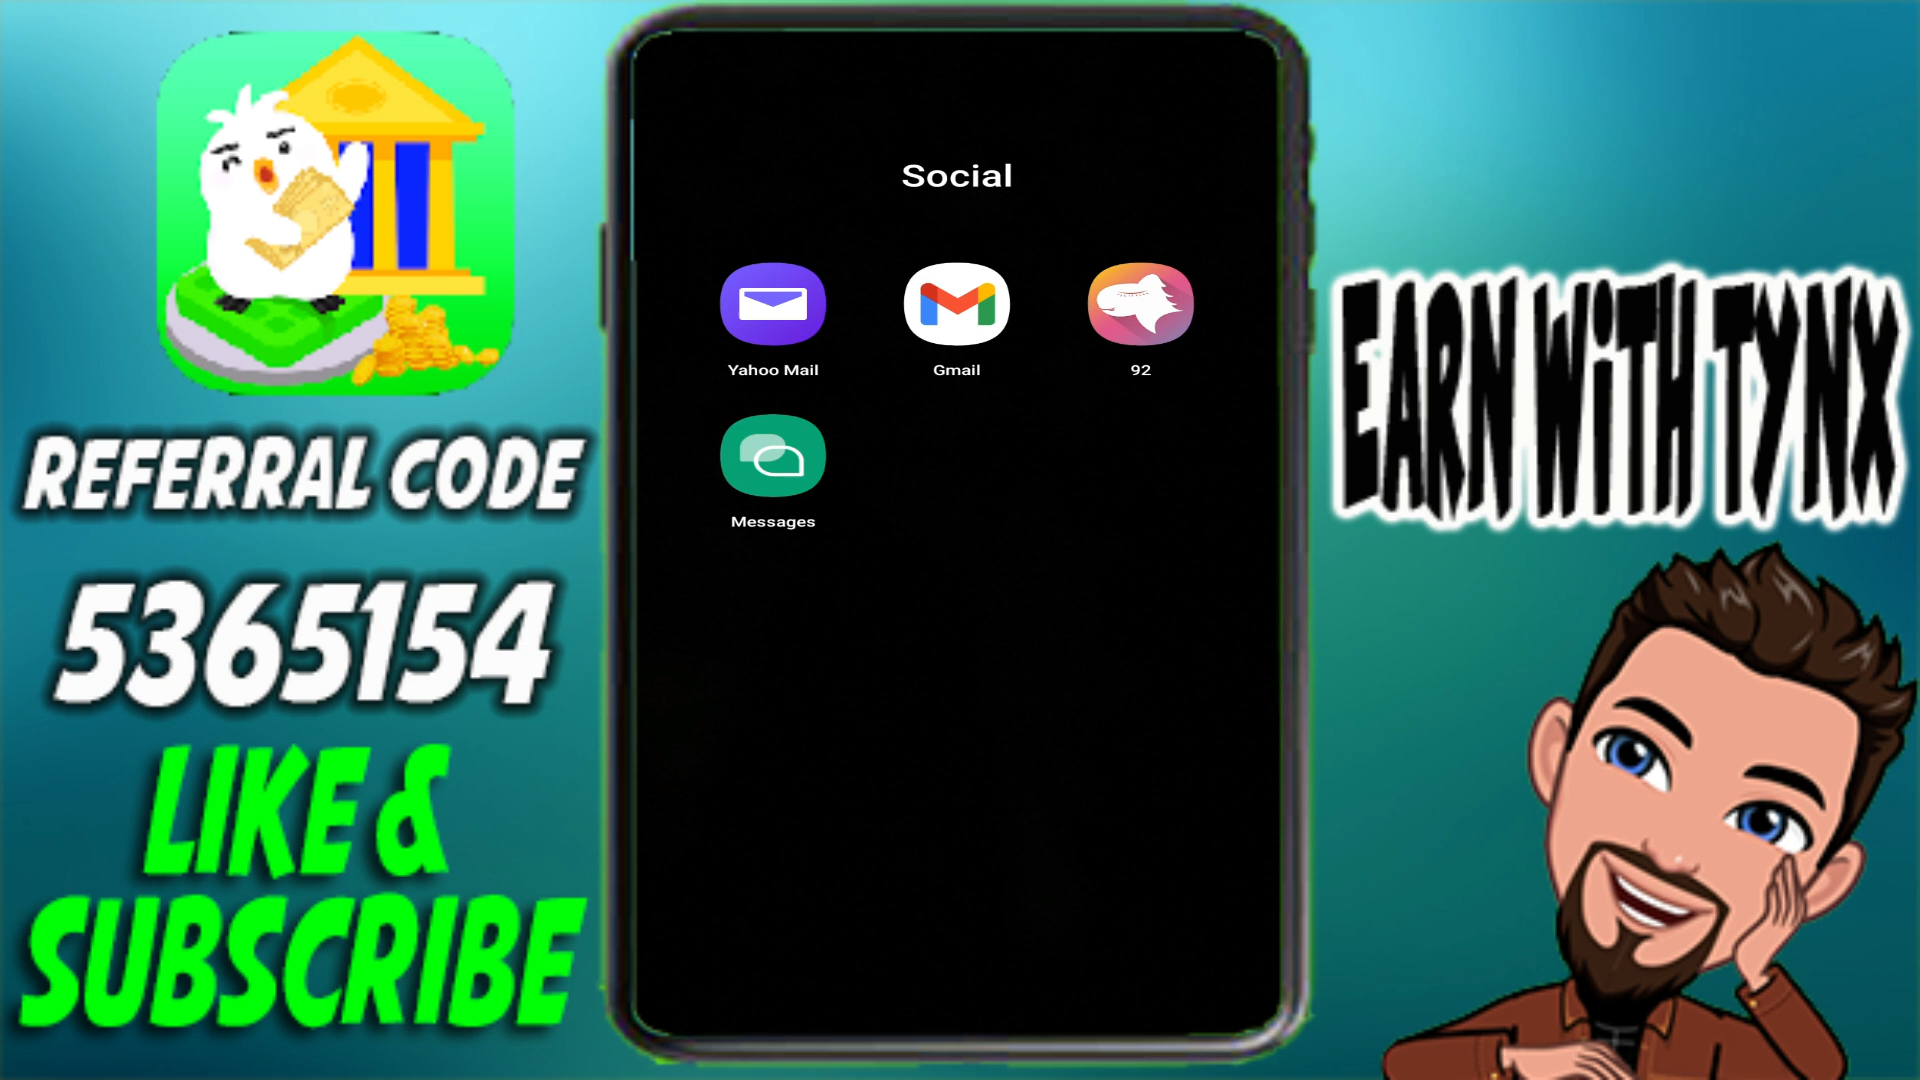 REFERRAL CODE
5365154
LIKE &
SUBSCRIBE
Social
Yahoo Mail
Gmail
92
Messages
EARN WiTH TYNX